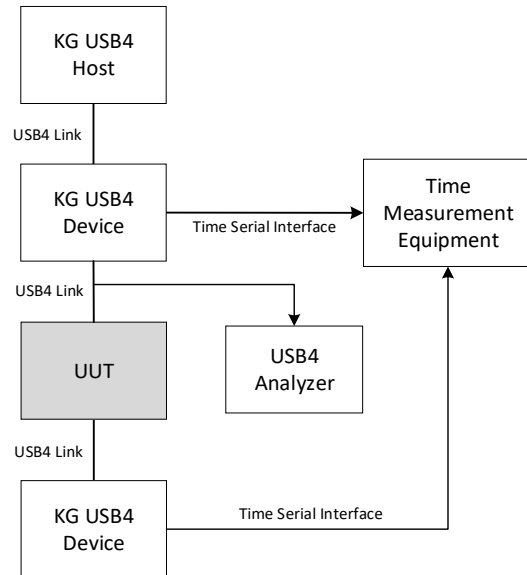 KG USB4
Host
USB4 Link
KG USB4
Device
Time Serial Interface
Time
Measurement
Equipment
USB4 Link
UUT
USB4
Analyzer
USB4 Link
KG USB4
Device
Time Serial Interface